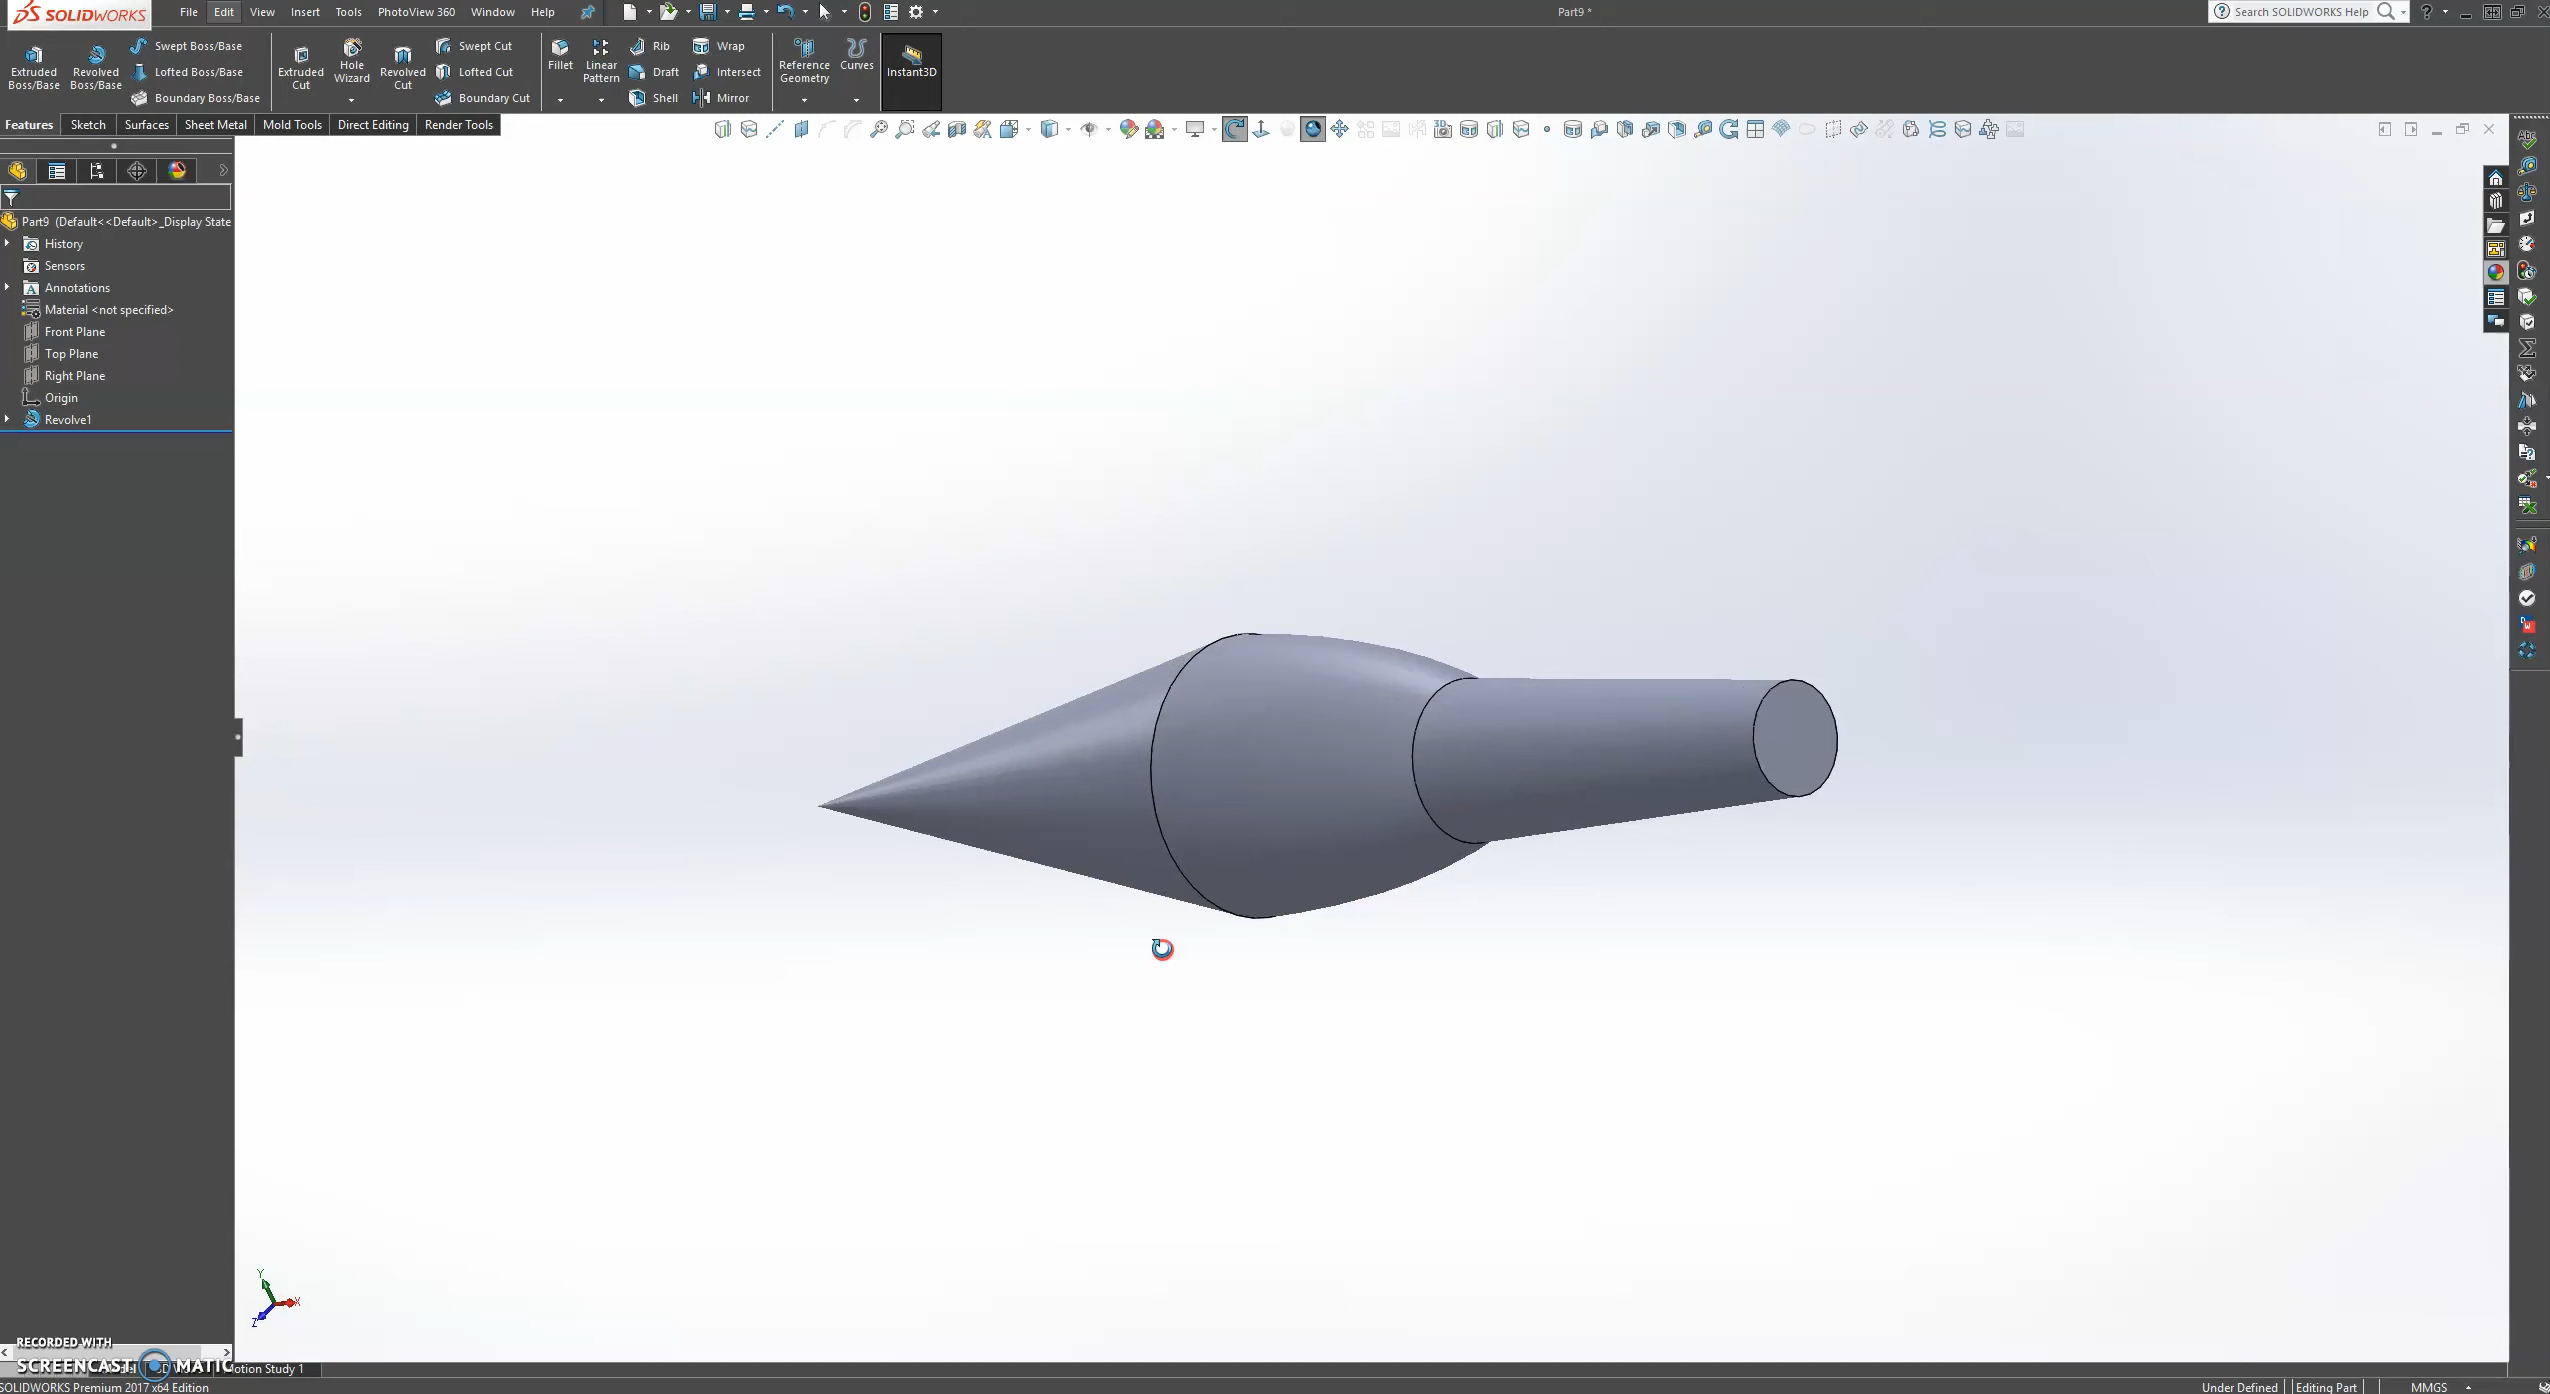 SOLIDWORKS
File Edit View Insert Tools PhotoView 360 Window Help
Part9 *
Search SOLIDWORKS Help
Extruded Boss/Base
Revolved Boss/Base
Swept Boss/Base
Lofted Boss/Base
Boundary Boss/Base
Extruded Cut
Hole Wizard
Revolved Cut
Swept Cut
Lofted Cut
Boundary Cut
Fillet
Linear Pattern
Rib
Draft
Shell
Wrap
Intersect
Mirror
Reference Geometry
Curves
Instant3D
Features Sketch Surfaces Sheet Metal Mold Tools Direct Editing Render Tools
Part9 (Default<<Default>_Display State
History
Sensors
Annotations
Material <not specified>
Front Plane
Top Plane
Right Plane
Origin
Revolve1
Y
X
Z
RECORDED WITH
SCREENCAST MATIC
otion Study 1
SOLIDWORKS Premium 2017 x64 Edition
Under Defined Editing Part MMGS